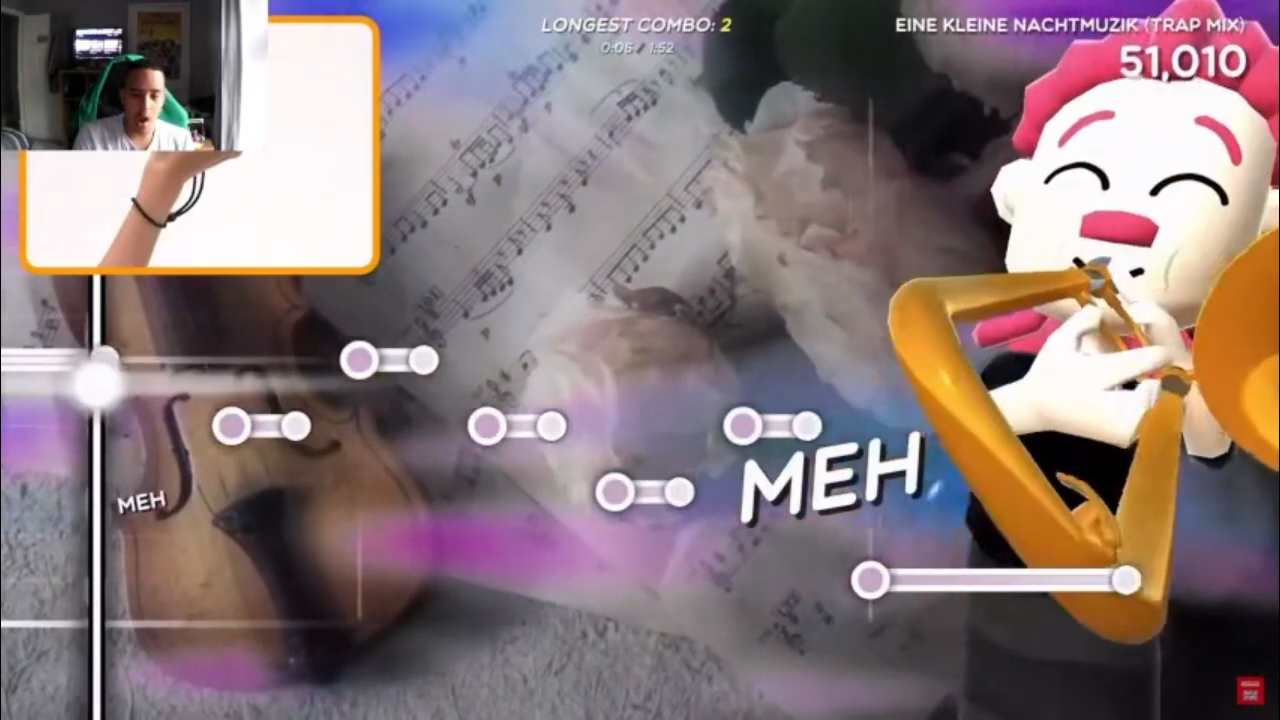 LONGEST COMBO: 2
0:05 / 1:52
EINE KLEINE NACHTMUZIK (TRAP MIX)
51,010
MEH
MEH